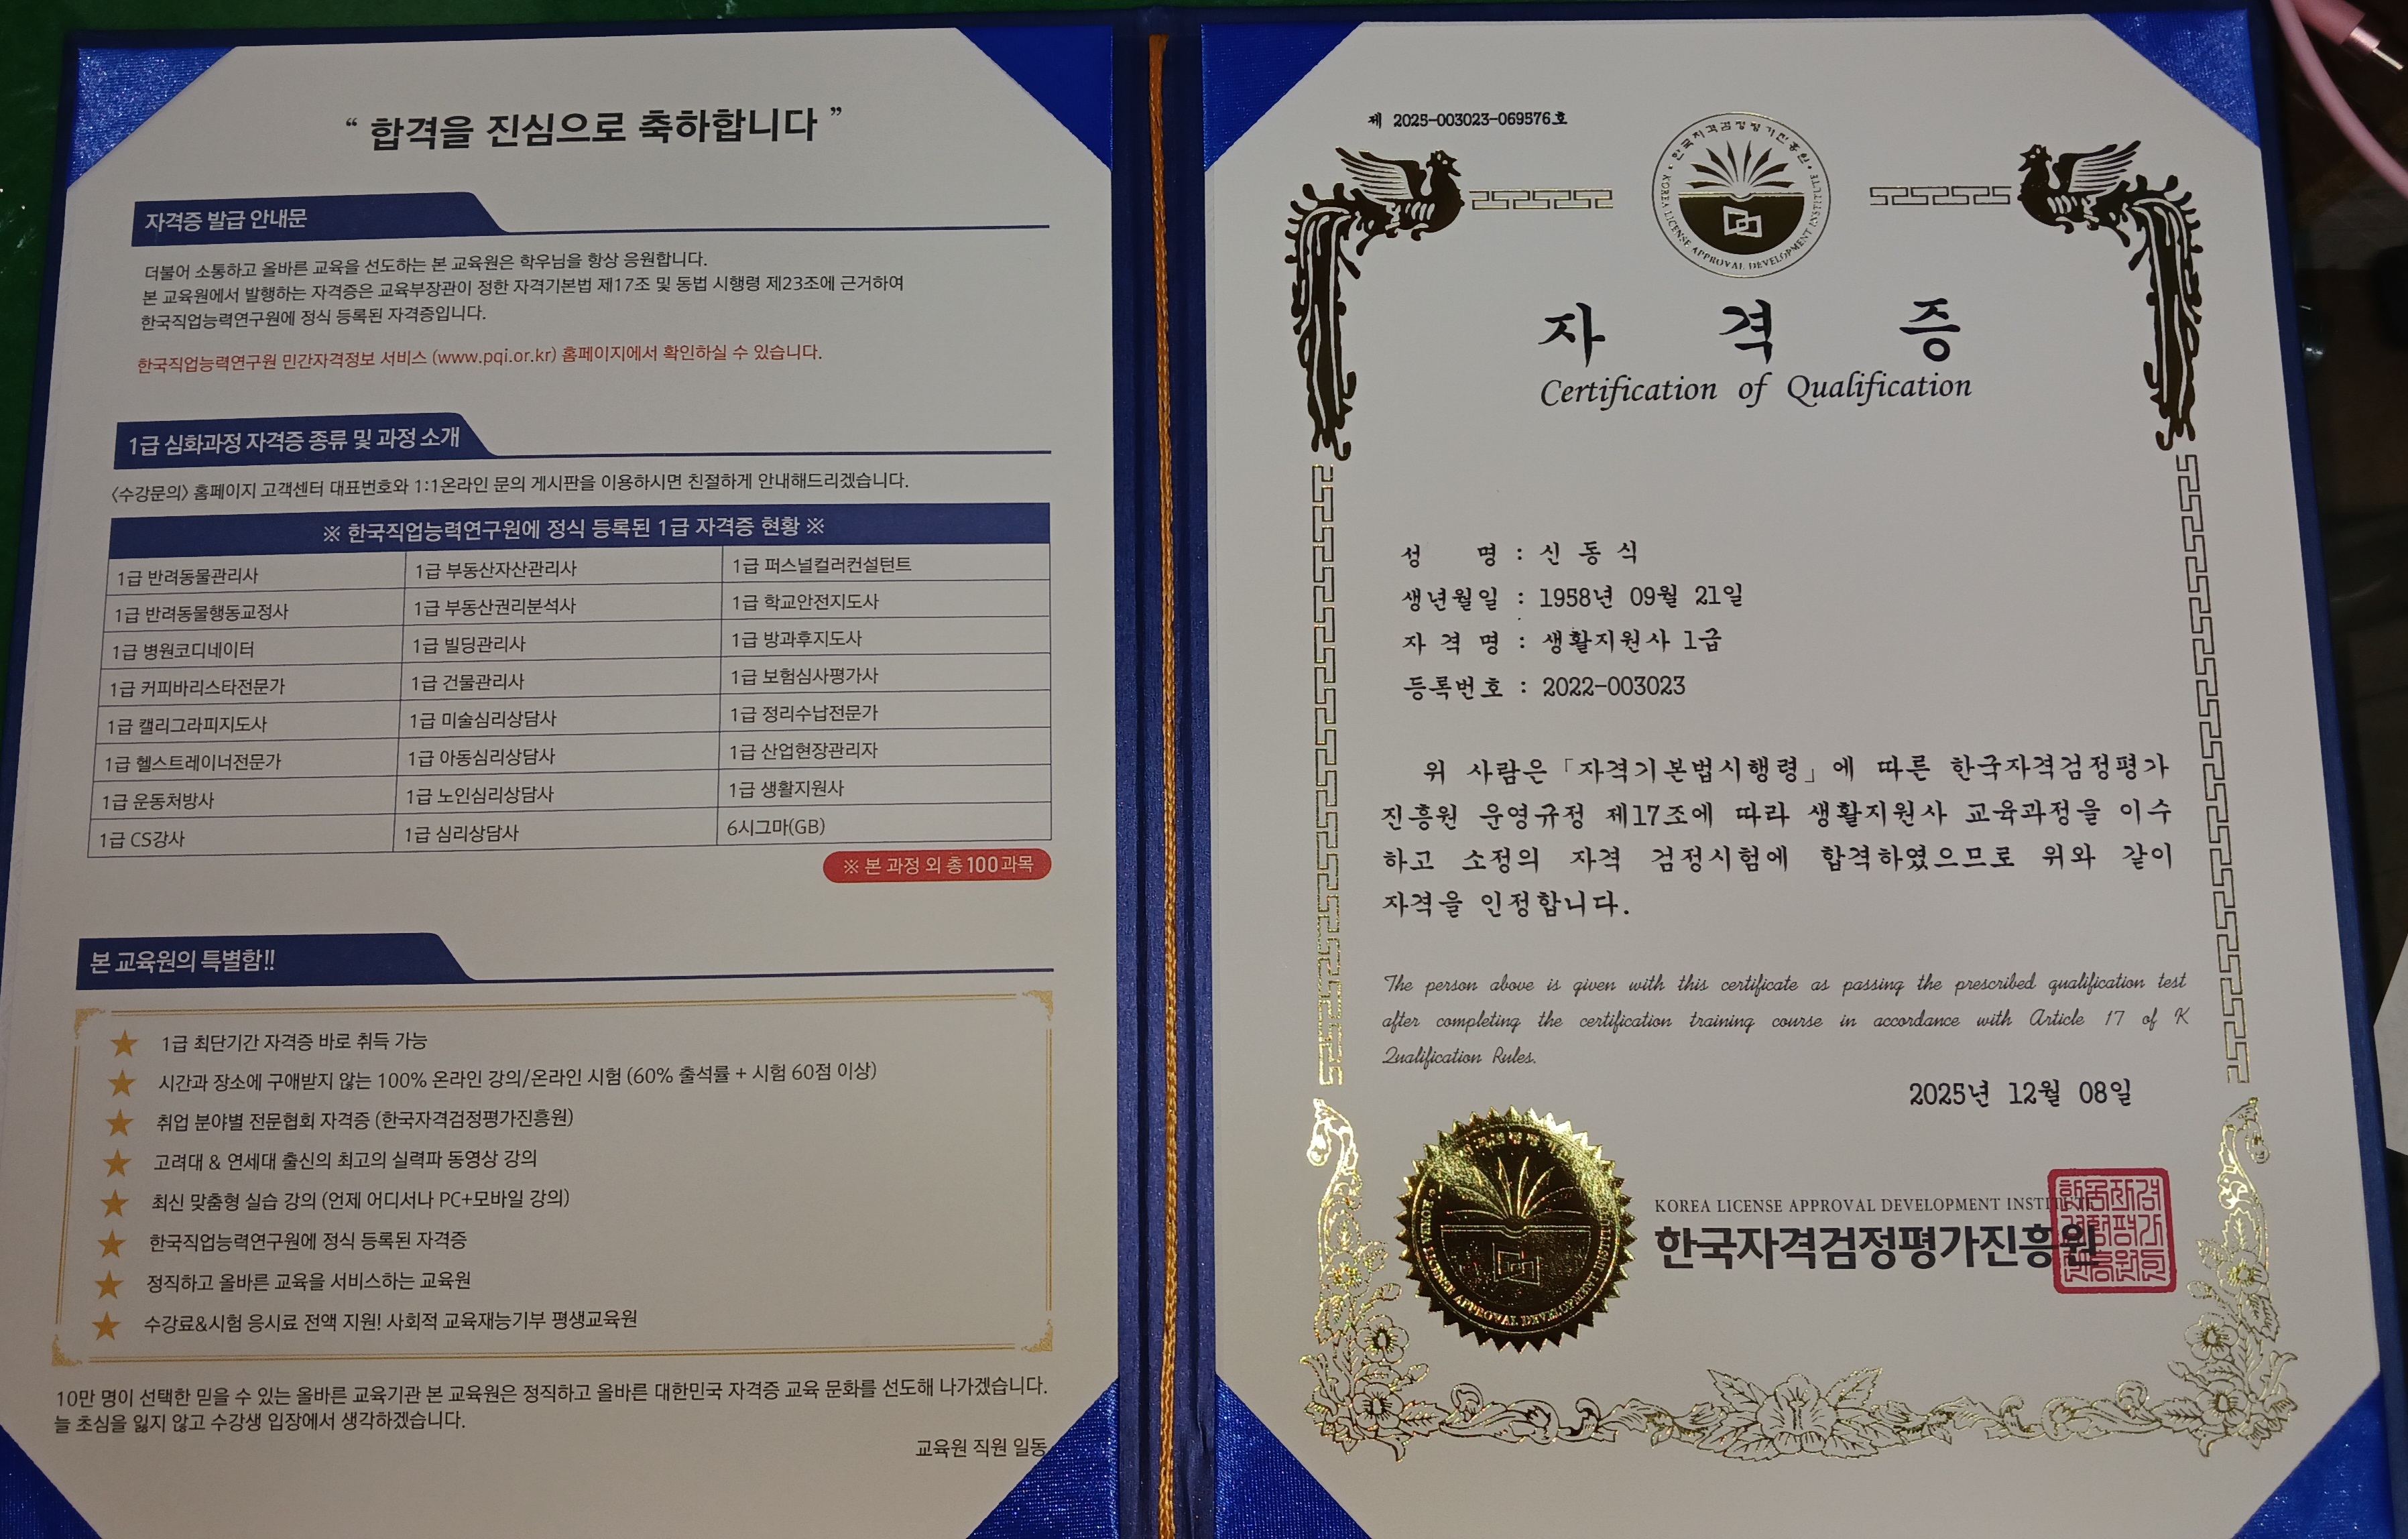 “ 합격을 진심으로 축하합니다 ”
자격증 발급 안내문
더불어 소통하고 올바른 교육을 선도하는 본 교육원은 학우님을 항상 응원합니다.
본 교육원에서 발행하는 자격증은 교육부장관이 정한 자격기본법 제17조 및 동법 시행령 제23조에 근거하여
한국직업능력연구원에 정식 등록된 자격증입니다.
한국직업능력연구원 민간자격정보 서비스 (www.pqi.or.kr) 홈페이지에서 확인하실 수 있습니다.
1급 심화과정 자격증 종류 및 과정 소개
<수강문의> 홈페이지 고객센터 대표번호와 1:1온라인 문의 게시판을 이용하시면 친절하게 안내해드리겠습니다.
※ 한국직업능력연구원에 정식 등록된 1급 자격증 현황 ※
1급 반려동물관리사 1급 부동산자산관리사 1급 퍼스널컬러컨설턴트
1급 반려동물행동교정사 1급 부동산권리분석사 1급 학교안전지도사
1급 병원코디네이터 1급 빌딩관리사 1급 방과후지도사
1급 커피바리스타전문가 1급 건물관리사 1급 보험심사평가사
1급 캘리그라피지도사 1급 미술심리상담사 1급 정리수납전문가
1급 헬스트레이너전문가 1급 아동심리상담사 1급 산업현장관리자
1급 운동처방사 1급 노인심리상담사 1급 생활지원사
1급 CS강사 1급 심리상담사 6시그마(GB)
※ 본 과정 외 총 100과목
본 교육원의 특별함!!
1급 최단기간 자격증 바로 취득 가능
시간과 장소에 구애받지 않는 100% 온라인 강의/온라인 시험 (60% 출석률 + 시험 60점 이상)
취업 분야별 전문협회 자격증 (한국자격검정평가진흥원)
고려대 & 연세대 출신의 최고의 실력파 동영상 강의
최신 맞춤형 실습 강의 (언제 어디서나 PC+모바일 강의)
한국직업능력연구원에 정식 등록된 자격증
정직하고 올바른 교육을 서비스하는 교육원
수강료&시험 응시료 전액 지원! 사회적 교육재능기부 평생교육원
10만 명이 선택한 믿을 수 있는 올바른 교육기관 본 교육원은 정직하고 올바른 대한민국 자격증 교육 문화를 선도해 나가겠습니다.
늘 초심을 잃지 않고 수강생 입장에서 생각하겠습니다.
교육원 직원 일동
제 2025-003023-069576호
한국자격검정평가진흥원
KOREA LICENSE APPROVAL DEVELOPMENT INSTITUTE
자 격 증
Certification of Qualification
성 명 : 신 동 식
생년월일 : 1958년 09월 21일
자 격 명 : 생활지원사 1급
등록번호 : 2022-003023
위 사람은 「자격기본법시행령」에 따른 한국자격검정평가
진흥원 운영규정 제17조에 따라 생활지원사 교육과정을 이수
하고 소정의 자격 검정시험에 합격하였으므로 위와 같이
자격을 인정합니다.
The person above is given with this certificate as passing the prescribed qualification test
after completing the certification training course in accordance with Article 17 of K
Qualification Rules.
2025년 12월 08일
KOREA LICENSE APPROVAL DEVELOPMENT INSTITUTE
KOREA LICENSE APPROVAL DEVELOPMENT INSTITUTE
한국자격검정평가진흥원